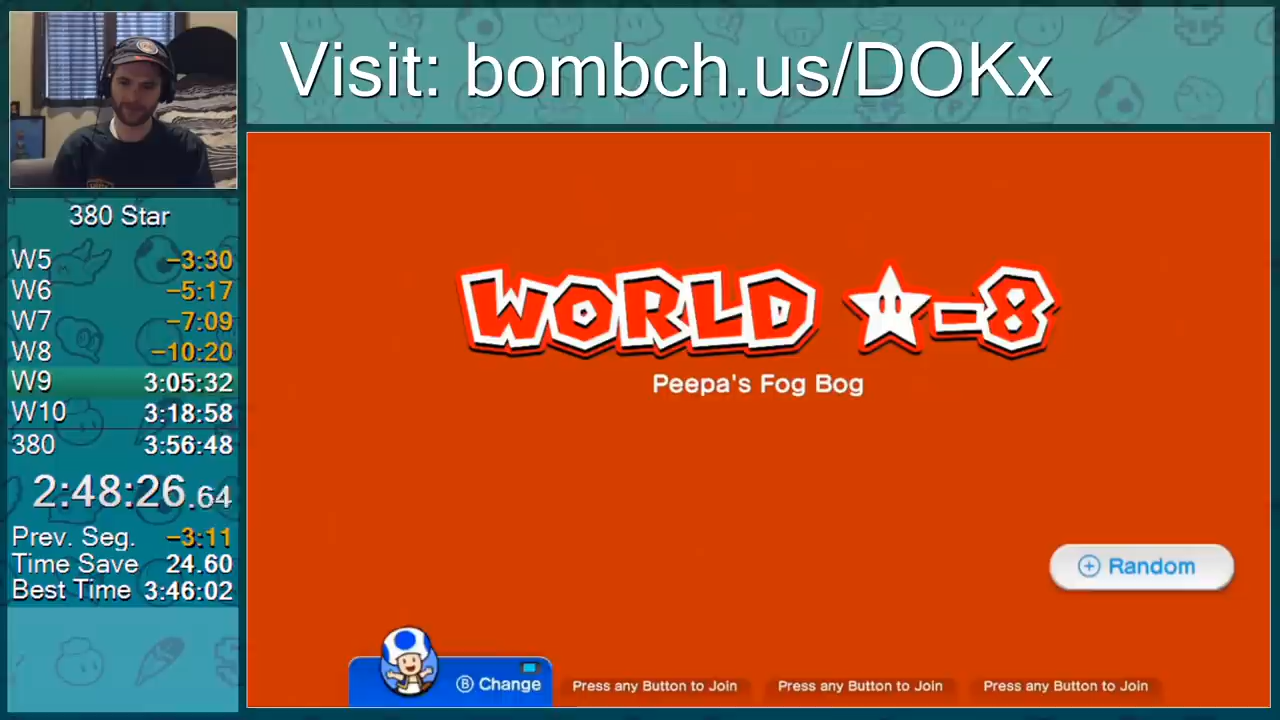 Visit: bombch.us/DOKx
380 Star
W5 −3:30
W6 −5:17
W7 −7:09
W8 −10:20
W9 3:05:32
W10 3:18:58
380 3:56:48
2:48:26.64
Prev. Seg. −3:11
Time Save 24.60
Best Time 3:46:02
WORLD ★-8
Peepa's Fog Bog
Random
B Change
Press any Button to Join
Press any Button to Join
Press any Button to Join